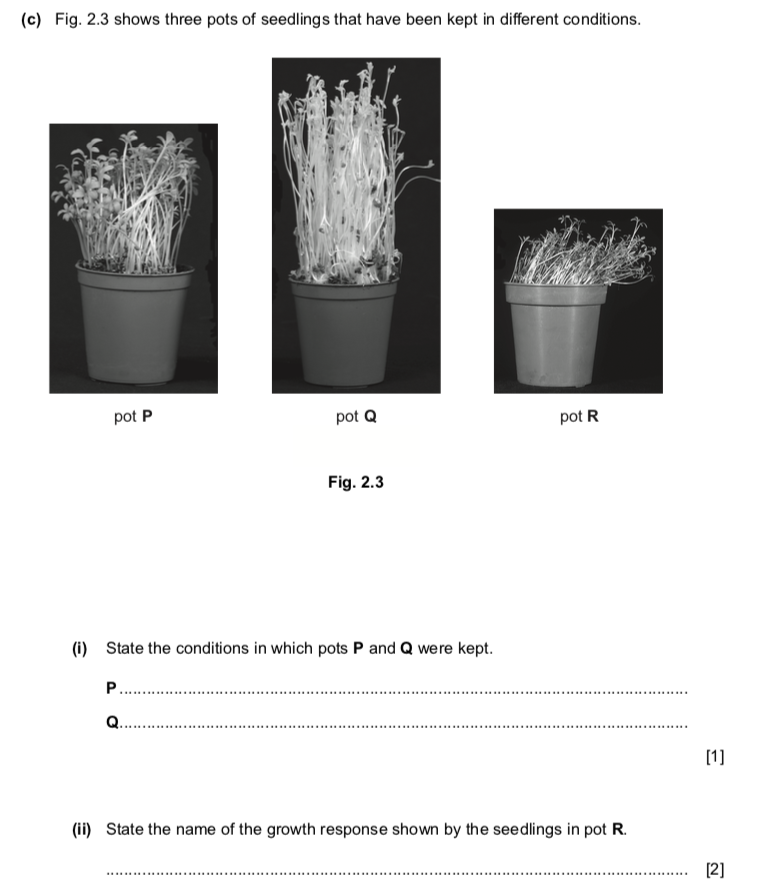 (c) Fig. 2.3 shows three pots of seedlings that have been kept in different conditions.
pot P
pot Q
pot R
Fig. 2.3
(i) State the conditions in which pots P and Q were kept.
P...............................................................................................................................
Q...............................................................................................................................
[1]
(ii) State the name of the growth response shown by the seedlings in pot R.
............................................................................................................................... [2]